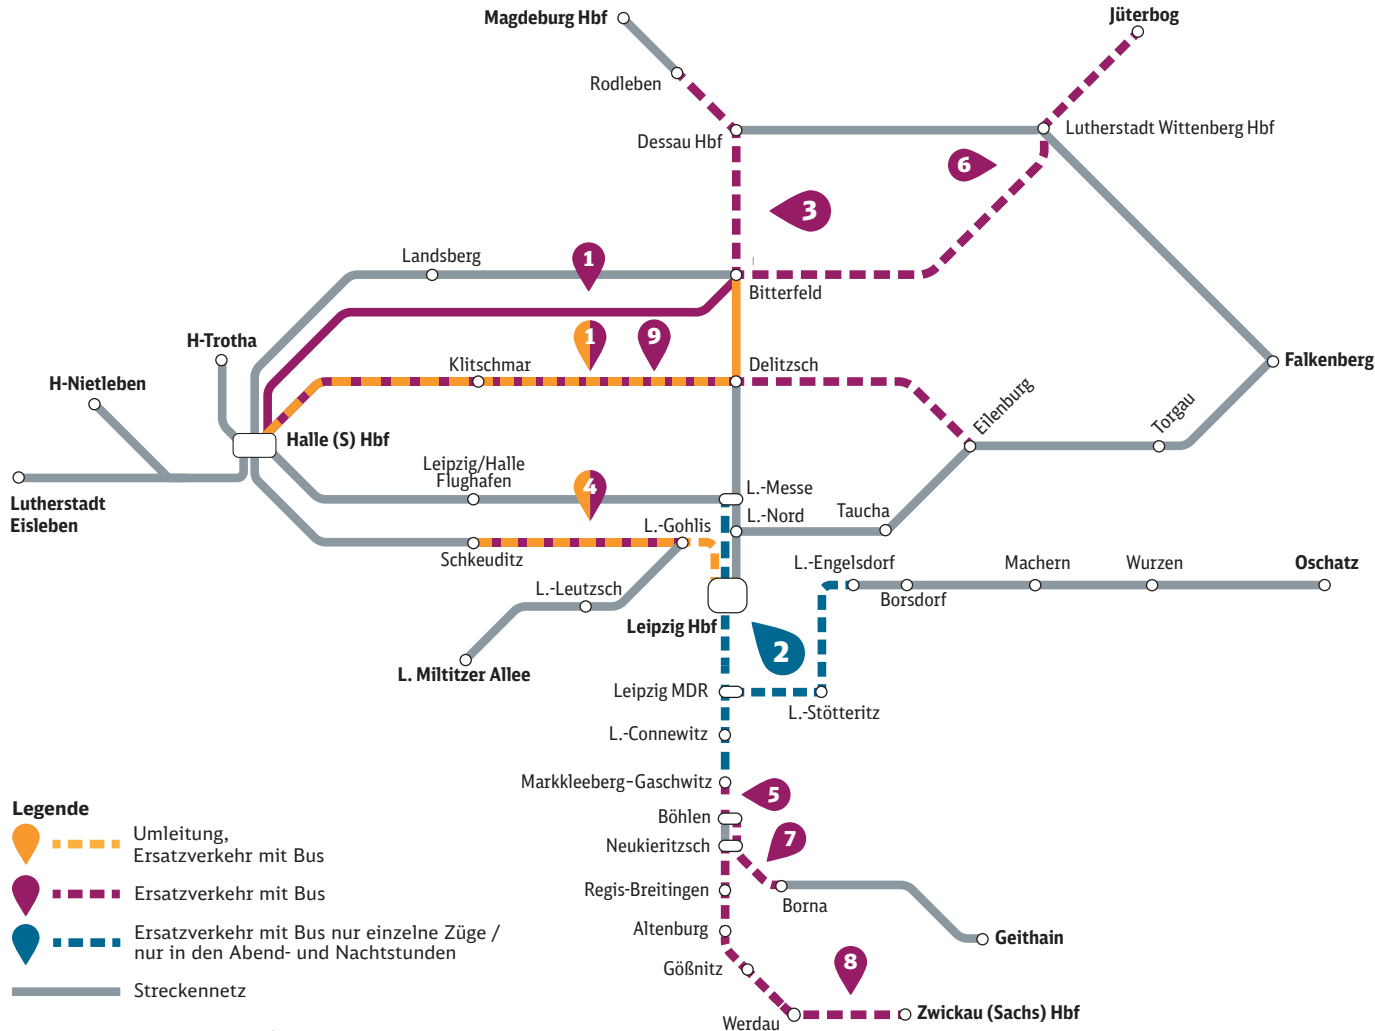 Magdeburg Hbf
Jüterbog
Rodleben
Dessau Hbf
Lutherstadt Wittenberg Hbf
6
3
Landsberg
1
Bitterfeld
H-Trotha
1
9
Klitschmar
Delitzsch
Falkenberg
H-Nietleben
Eilenburg
Torgau
Halle (S) Hbf
Leipzig/Halle
Flughafen
4
L.-Messe
Lutherstadt
Eisleben
L.-Gohlis
L.-Nord
Taucha
Schkeuditz
L.-Engelsdorf
Machern
Wurzen
Oschatz
L.-Leutzsch
Borsdorf
Leipzig Hbf
2
L. Miltitzer Allee
Leipzig MDR
L.-Stötteritz
L.-Connewitz
Markkleeberg-Gaschwitz
5
Böhlen
7
Neukieritzsch
Regis-Breitingen
Borna
Altenburg
Geithain
Gößnitz
8
Werdau
Zwickau (Sachs) Hbf
Legende
Umleitung,
Ersatzverkehr mit Bus
Ersatzverkehr mit Bus
Ersatzverkehr mit Bus nur einzelne Züge /
nur in den Abend- und Nachtstunden
Streckennetz